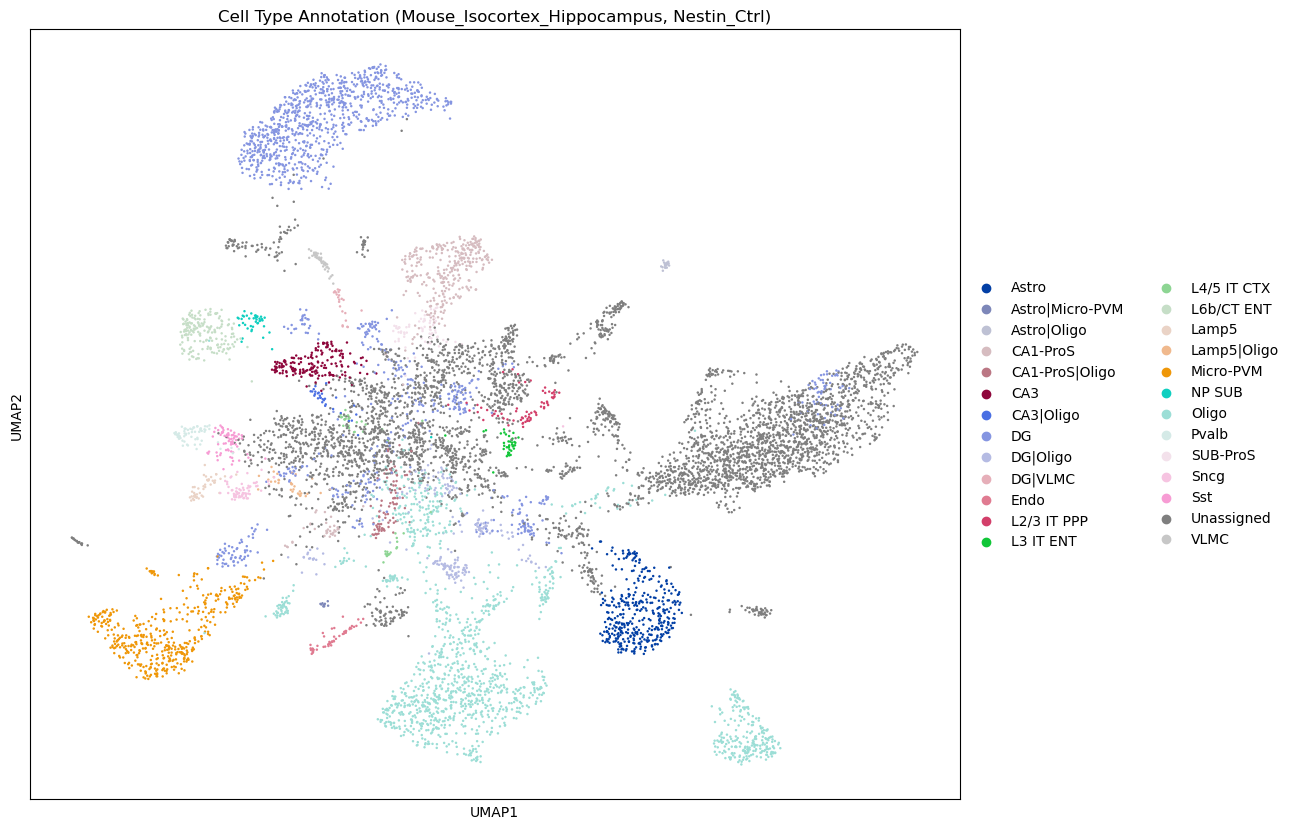 Cell Type Annotation (Mouse_Isocortex_Hippocampus, Nestin_Ctrl)
UMAP2
UMAP1
Astro
Astro|Micro-PVM
Astro|Oligo
CA1-ProS
CA1-ProS|Oligo
CA3
CA3|Oligo
DG
DG|Oligo
DG|VLMC
Endo
L2/3 IT PPP
L3 IT ENT
L4/5 IT CTX
L6b/CT ENT
Lamp5
Lamp5|Oligo
Micro-PVM
NP SUB
Oligo
Pvalb
SUB-ProS
Sncg
Sst
Unassigned
VLMC